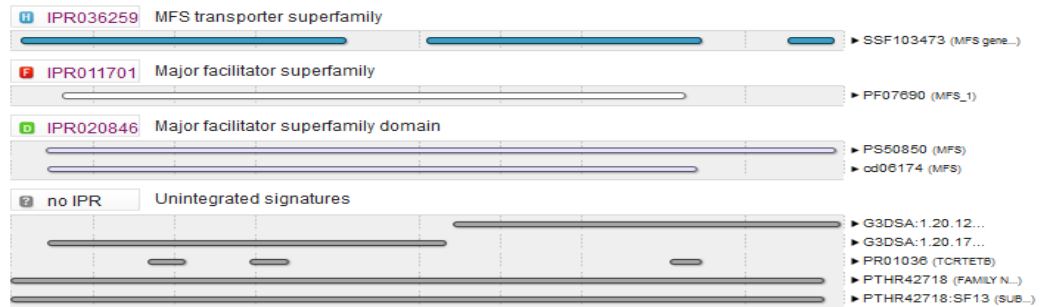 H IPR036259 MFS transporter superfamily
SSF103473 (MFS gene...)
F IPR011701 Major facilitator superfamily
PF07690 (MFS_1)
D IPR020846 Major facilitator superfamily domain
PS50850 (MFS)
cd06174 (MFS)
? no IPR Unintegrated signatures
G3DSA:1.20.12...
G3DSA:1.20.17...
PR01036 (TCRTETB)
PTHR42718 (FAMILY N...)
PTHR42718:SF13 (SUB...)